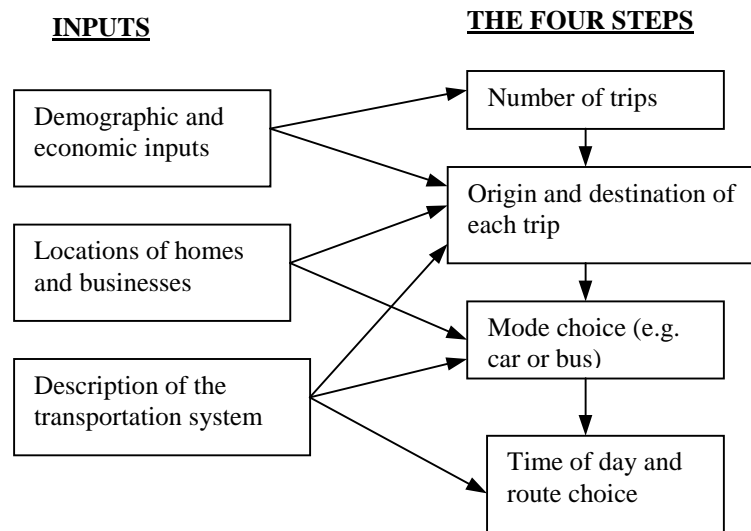 INPUTS
THE FOUR STEPS
Demographic and
economic inputs
Locations of homes
and businesses
Description of the
transportation system
Number of trips
Origin and destination of
each trip
Mode choice (e.g.
car or bus)
Time of day and
route choice